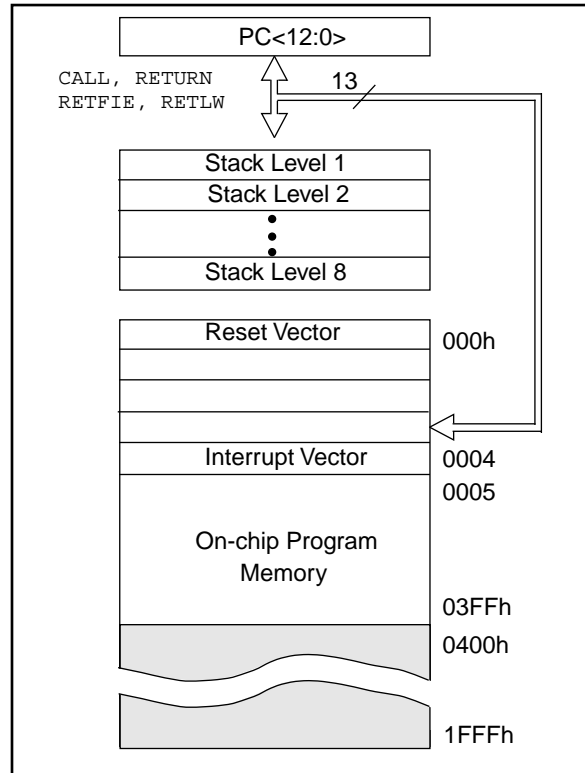 PC<12:0>
CALL, RETURN
RETFIE, RETLW
13
Stack Level 1
Stack Level 2
Stack Level 8
Reset Vector
000h
Interrupt Vector
0004
0005
On-chip Program
Memory
03FFh
0400h
1FFFh